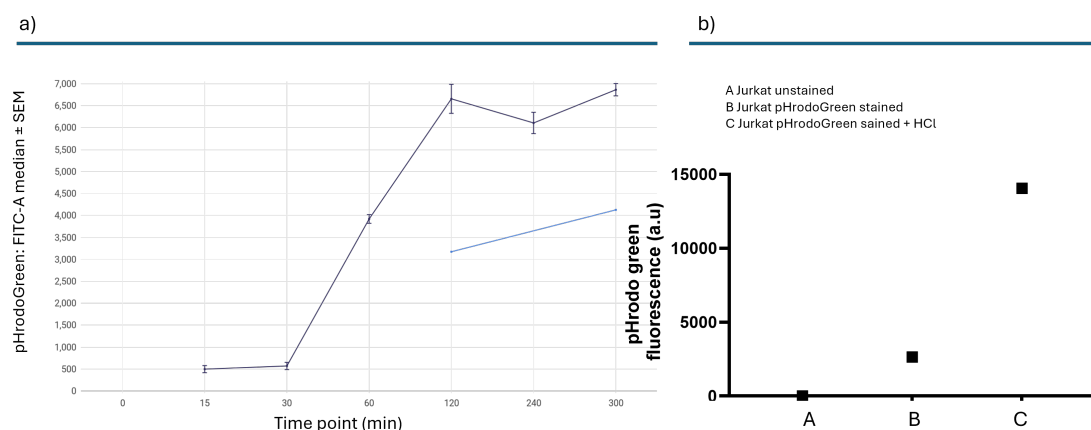 a)
pHrodoGreen: FITC-A median ± SEM
7,000
6,500
6,000
5,500
5,000
4,500
4,000
3,500
3,000
2,500
2,000
1,500
1,000
500
0
0 15 30 60 120 240 300
Time point (min)
b)
A Jurkat unstained
B Jurkat pHrodoGreen stained
C Jurkat pHrodoGreen sained + HCl
pHrodo green
fluorescence (a.u)
15000
10000
5000
0
A B C